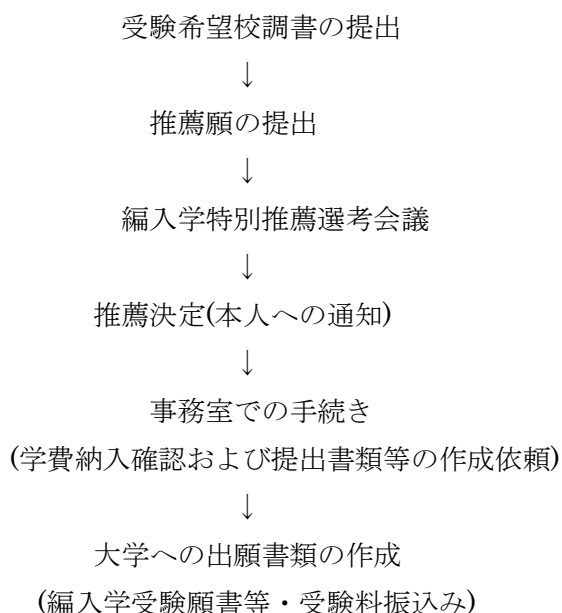 受験希望校調書の提出
↓
推薦願の提出
↓
編入学特別推薦選考会議
↓
推薦決定(本人への通知)
↓
事務室での手続き
(学費納入確認および提出書類等の作成依頼)
↓
大学への出願書類の作成
(編入学受験願書等・受験料振込み)